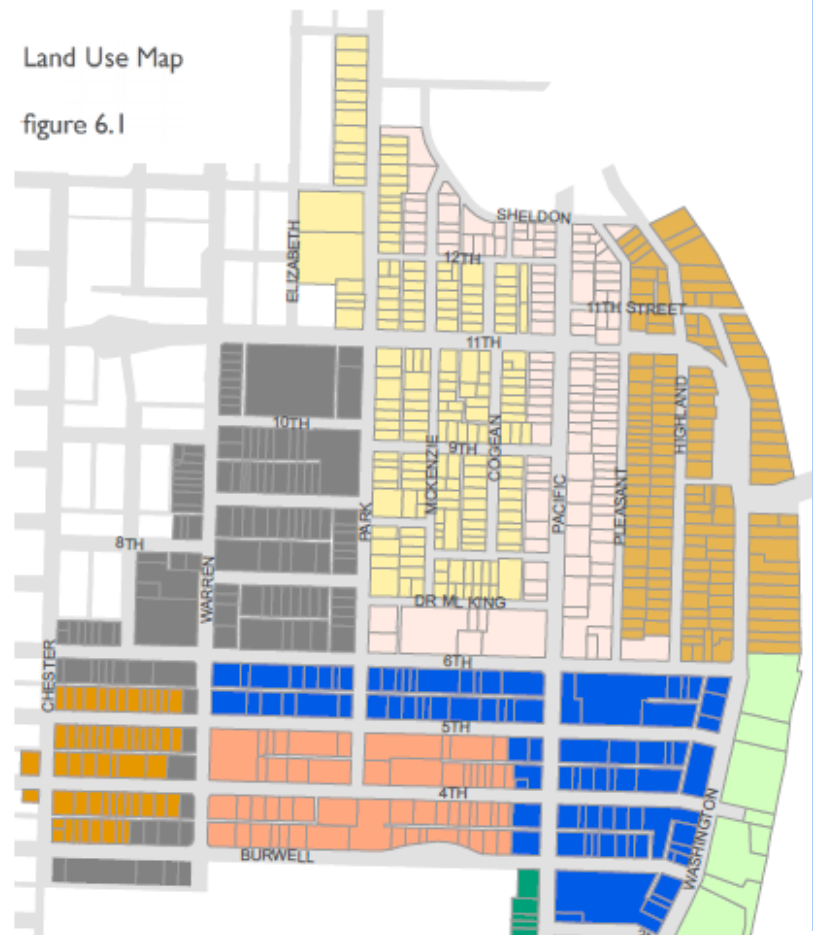 Land Use Map
figure 6.1
SHELDON
ELIZABETH
12TH
11TH STREET
11TH
10TH
HIGHLAND
MCKENZIE
COGEAN
9TH
PARK
PACIFIC
PLEASANT
8TH
WARREN
DR ML KING
CHESTER
6TH
5TH
4TH
WASHINGTON
BURWELL